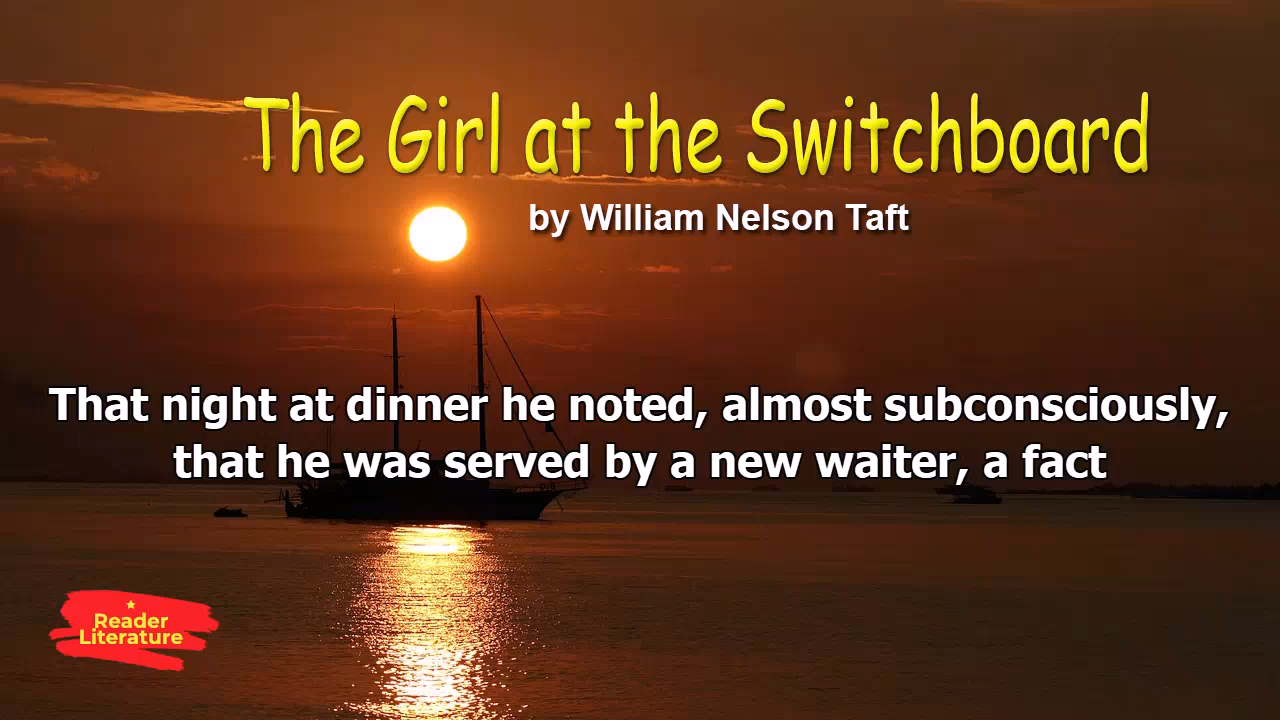 The Girl at the Switchboard
by William Nelson Taft
That night at dinner he noted, almost subconsciously,
that he was served by a new waiter, a fact
Reader
Literature